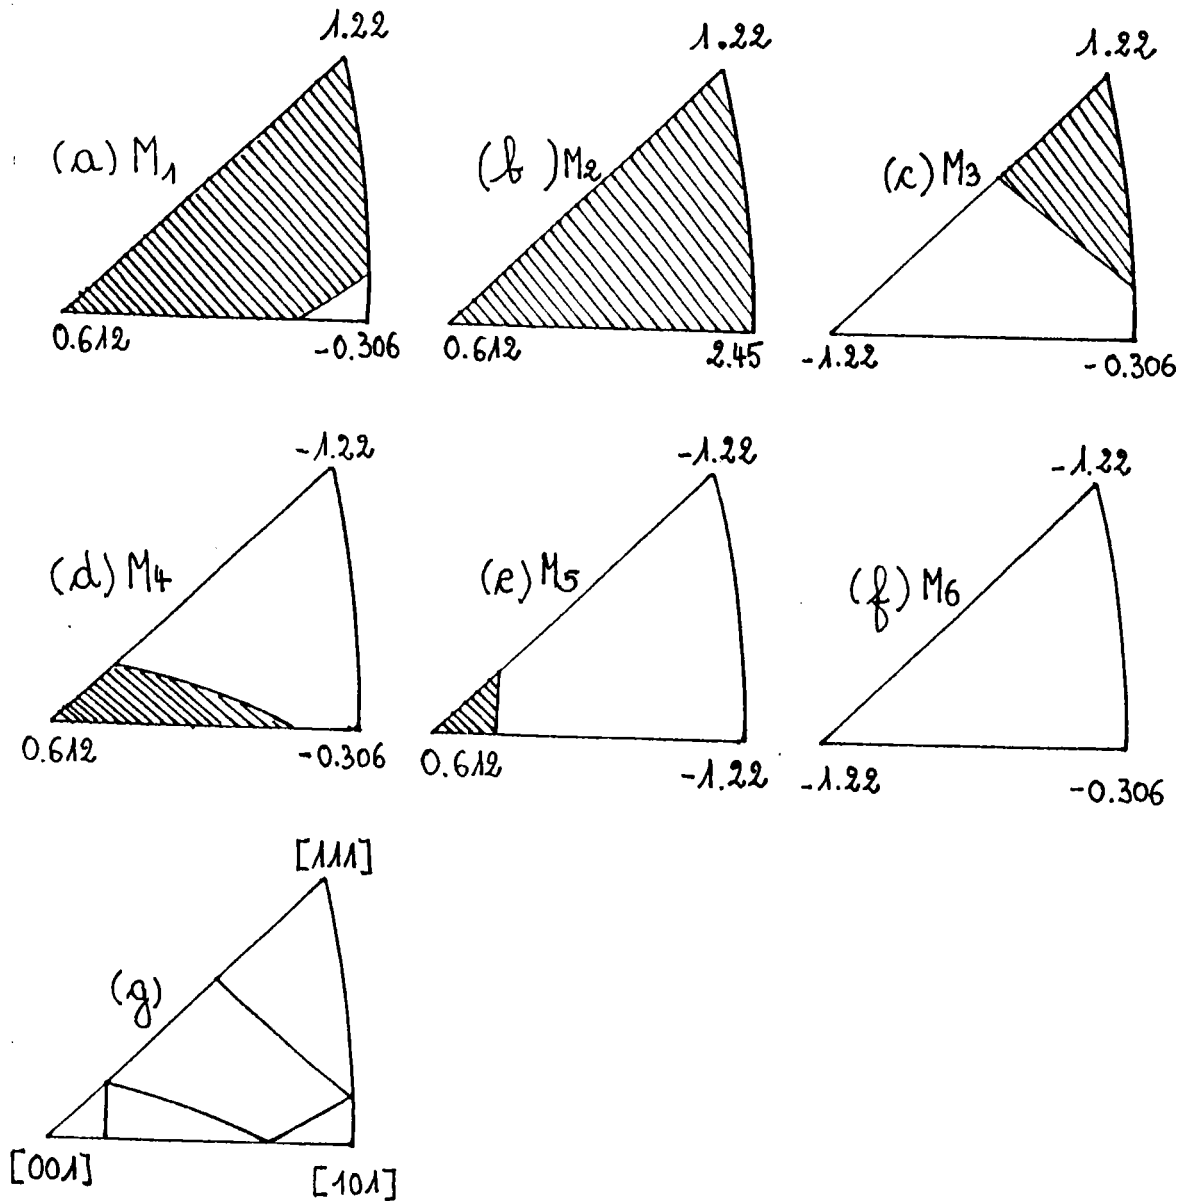 1.22 1.22 1.22
(a) M1 (b) M2 (c) M3
0.612 -0.306 0.612 2.45 -1.22 -0.306
-1.22 -1.22 -1.22
(d) M4 (e) M5 (f) M6
0.612 -0.306 0.612 -1.22 -1.22 -0.306
[111]
(g)
[001] [101]